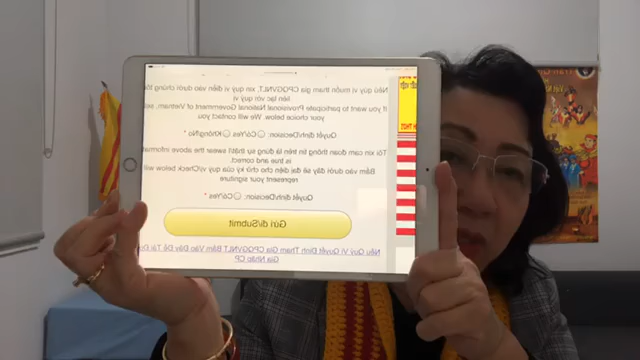 Nếu quý vị muốn tham gia CPQGVNLT, xin quý vị điền vào dưới chúng tôi
liên lạc với quý vị
If you want to participate Provisional National Government of Vietnam,
your choice your below. We will contact you
Quyết định/Decision: Có/Yes Không/No *
Tôi xin cam đoan thông tin trên là đúng sự thật/I swear the above information
is true and correct
Bấm vào dưới đây sẽ đại diện cho chữ ký của quý vị/Check below will
represent your signature
Quyết định/Decision: Có/Yes *
Gửi đi/Submit
Nếu Quý Vị Quyết Định Tham Gia CPQGVNLT Bấm Vào Đây Để
Gia Nhập CP